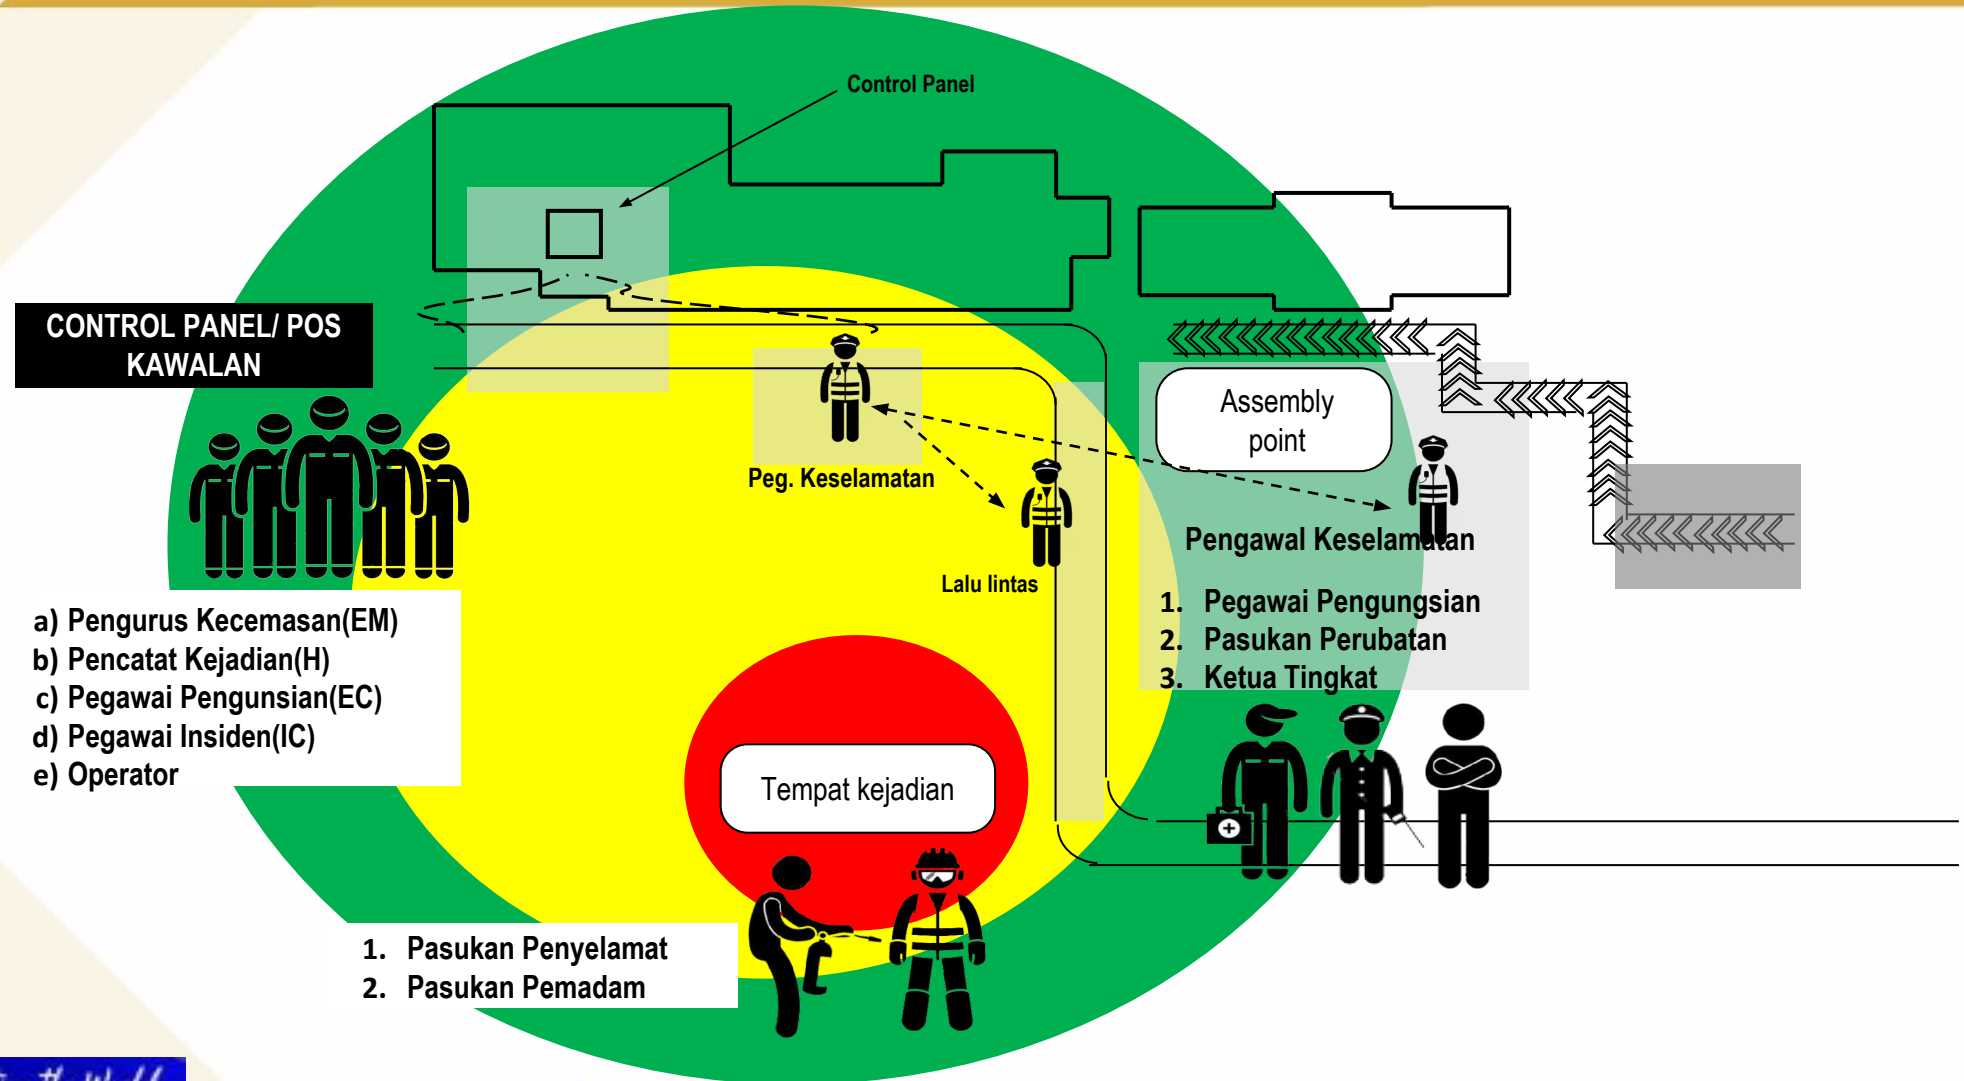 Control Panel
CONTROL PANEL/ POS
KAWALAN
Assembly
point
Peg. Keselamatan
Pengawal Keselamatan
Lalu lintas
1. Pegawai Pengungsian
2. Pasukan Perubatan
3. Ketua Tingkat
a) Pengurus Kecemasan(EM)
b) Pencatat Kejadian(H)
c) Pegawai Pengunsian(EC)
d) Pegawai Insiden(IC)
e) Operator
Tempat kejadian
1. Pasukan Penyelamat
2. Pasukan Pemadam